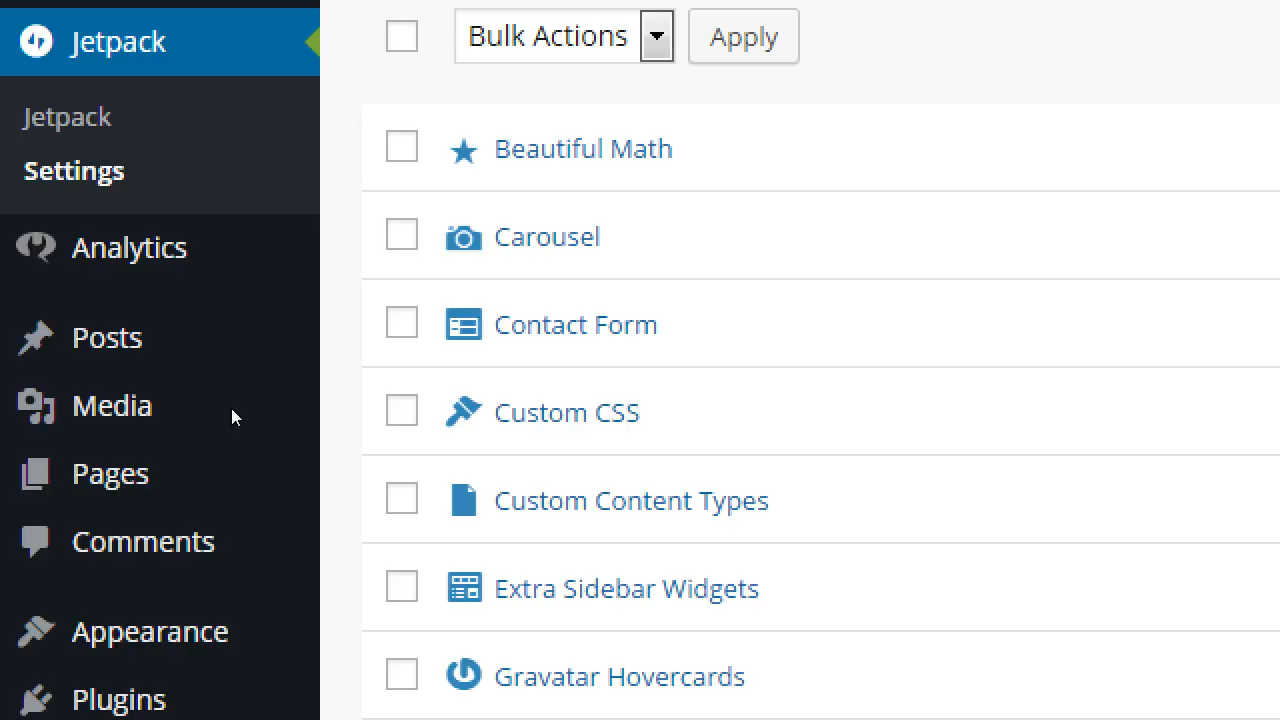 Jetpack
Jetpack
Settings
Analytics
Posts
Media
Pages
Comments
Appearance
Plugins
Bulk Actions
Apply
Beautiful Math
Carousel
Contact Form
Custom CSS
Custom Content Types
Extra Sidebar Widgets
Gravatar Hovercards